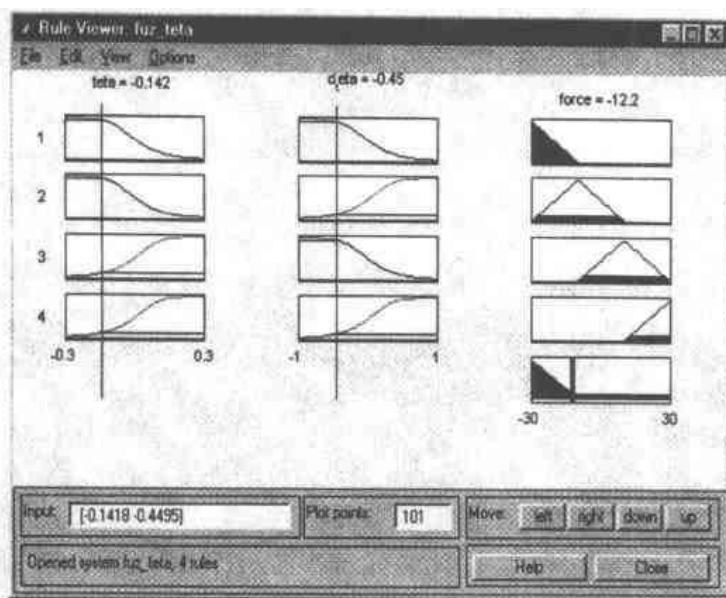 Rule Viewer: fuz_teta
File Edit View Options
teta = -0.142
d_teta = -0.45
force = -12.2
1
2
3
4
-0.3 0.3
-1 1
-30 30
Input: [-0.1418 -0.4495]
Plot points: 101
Move: left right down up
Opened system fuz_teta, 4 rules
Help Close